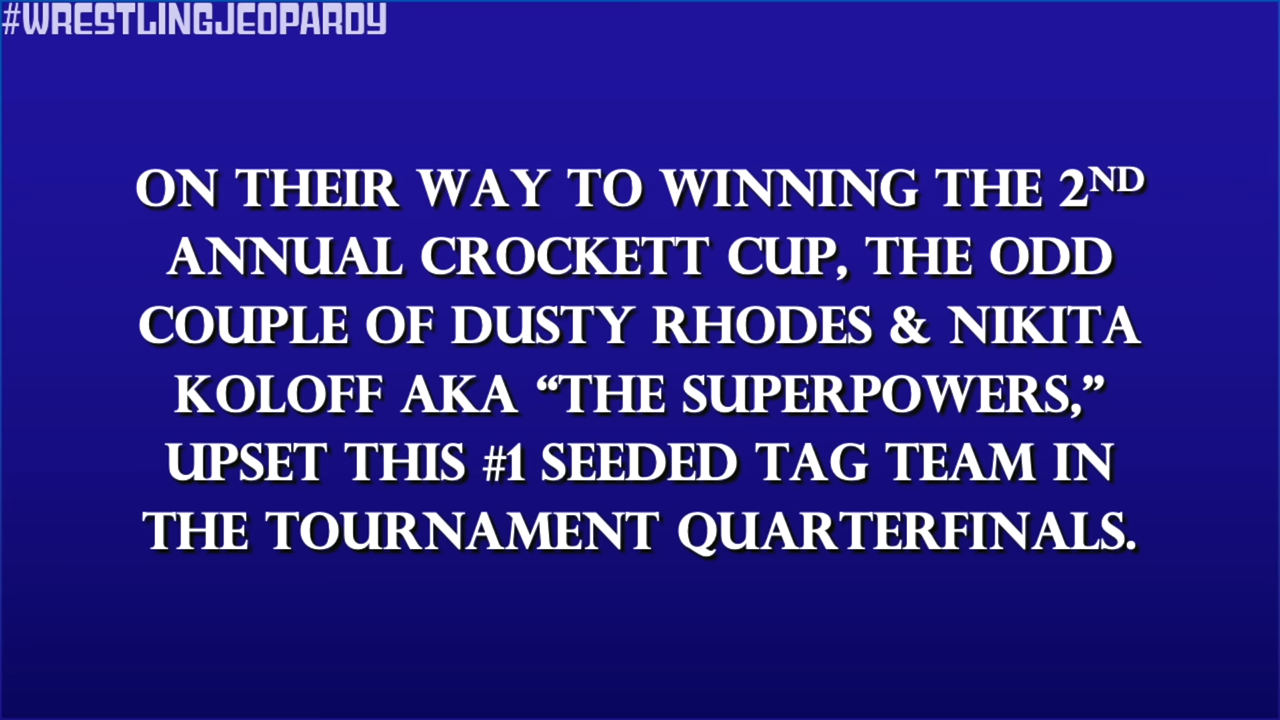 #WRESTLINGJEOPARDY
ON THEIR WAY TO WINNING THE 2ND
ANNUAL CROCKETT CUP, THE ODD
COUPLE OF DUSTY RHODES & NIKITA
KOLOFF AKA “THE SUPERPOWERS,”
UPSET THIS #1 SEEDED TAG TEAM IN
THE TOURNAMENT QUARTERFINALS.